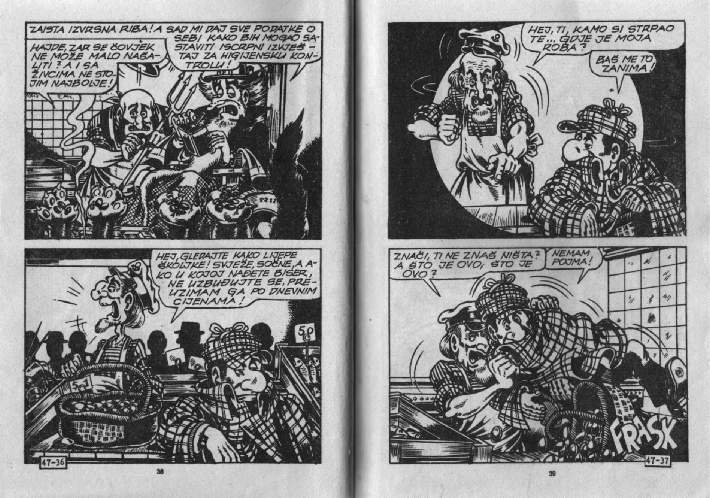 ZAISTA IZVRSNA RIBA! A SAD MI DAJ SVE PODATKE O
SEBI KAKO BIH MOGAO SA-
STAVITI ISCRPNI IZVJEŠ-
TAJ ZA HIGIJENSKU KON-
TROLU!
HAJDE, ZAR SE ČOVJEK
NE MOŽE MALO NAŠA-
LITI? A I SA
ŽIVCIMA NE STO-
JIM NAJBOLJE!
HEJ, GLEDAJTE KAKO LIJEPE
ŠKOLJKE! SVJEŽE, SOČNE, A A-
KO U KOJOJ NAĐETE BISER,
NE UZBUĐUJTE SE, PRE-
UZIMAM GA PO DNEVNIM
CIJENAMA!
50
47-36
38
HEJ, TI, KAMO SI STRPAO
TE... GDJE JE MOJA
ROBA?
BAŠ ME TO
ZANIMA!
ZNAČI, TI NE ZNAŠ NIŠTA?
A ŠTO JE OVO, ŠTO JE
OVO?
NEMAM
POJMA!
FRASK
47-37
39